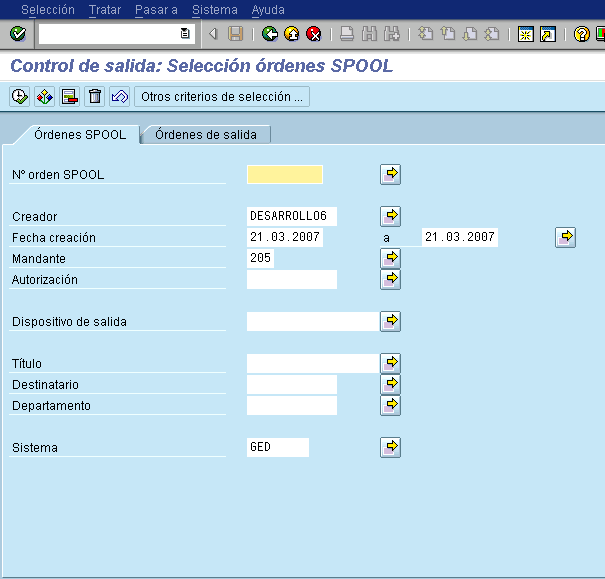 Selección Tratar Pasar a Sistema Ayuda
Control de salida: Selección órdenes SPOOL
Otros criterios de selección ...
Órdenes SPOOL Órdenes de salida
Nº orden SPOOL
Creador DESARROLLO6
Fecha creación 21.03.2007 a 21.03.2007
Mandante 205
Autorización
Dispositivo de salida
Título
Destinatario
Departamento
Sistema GED